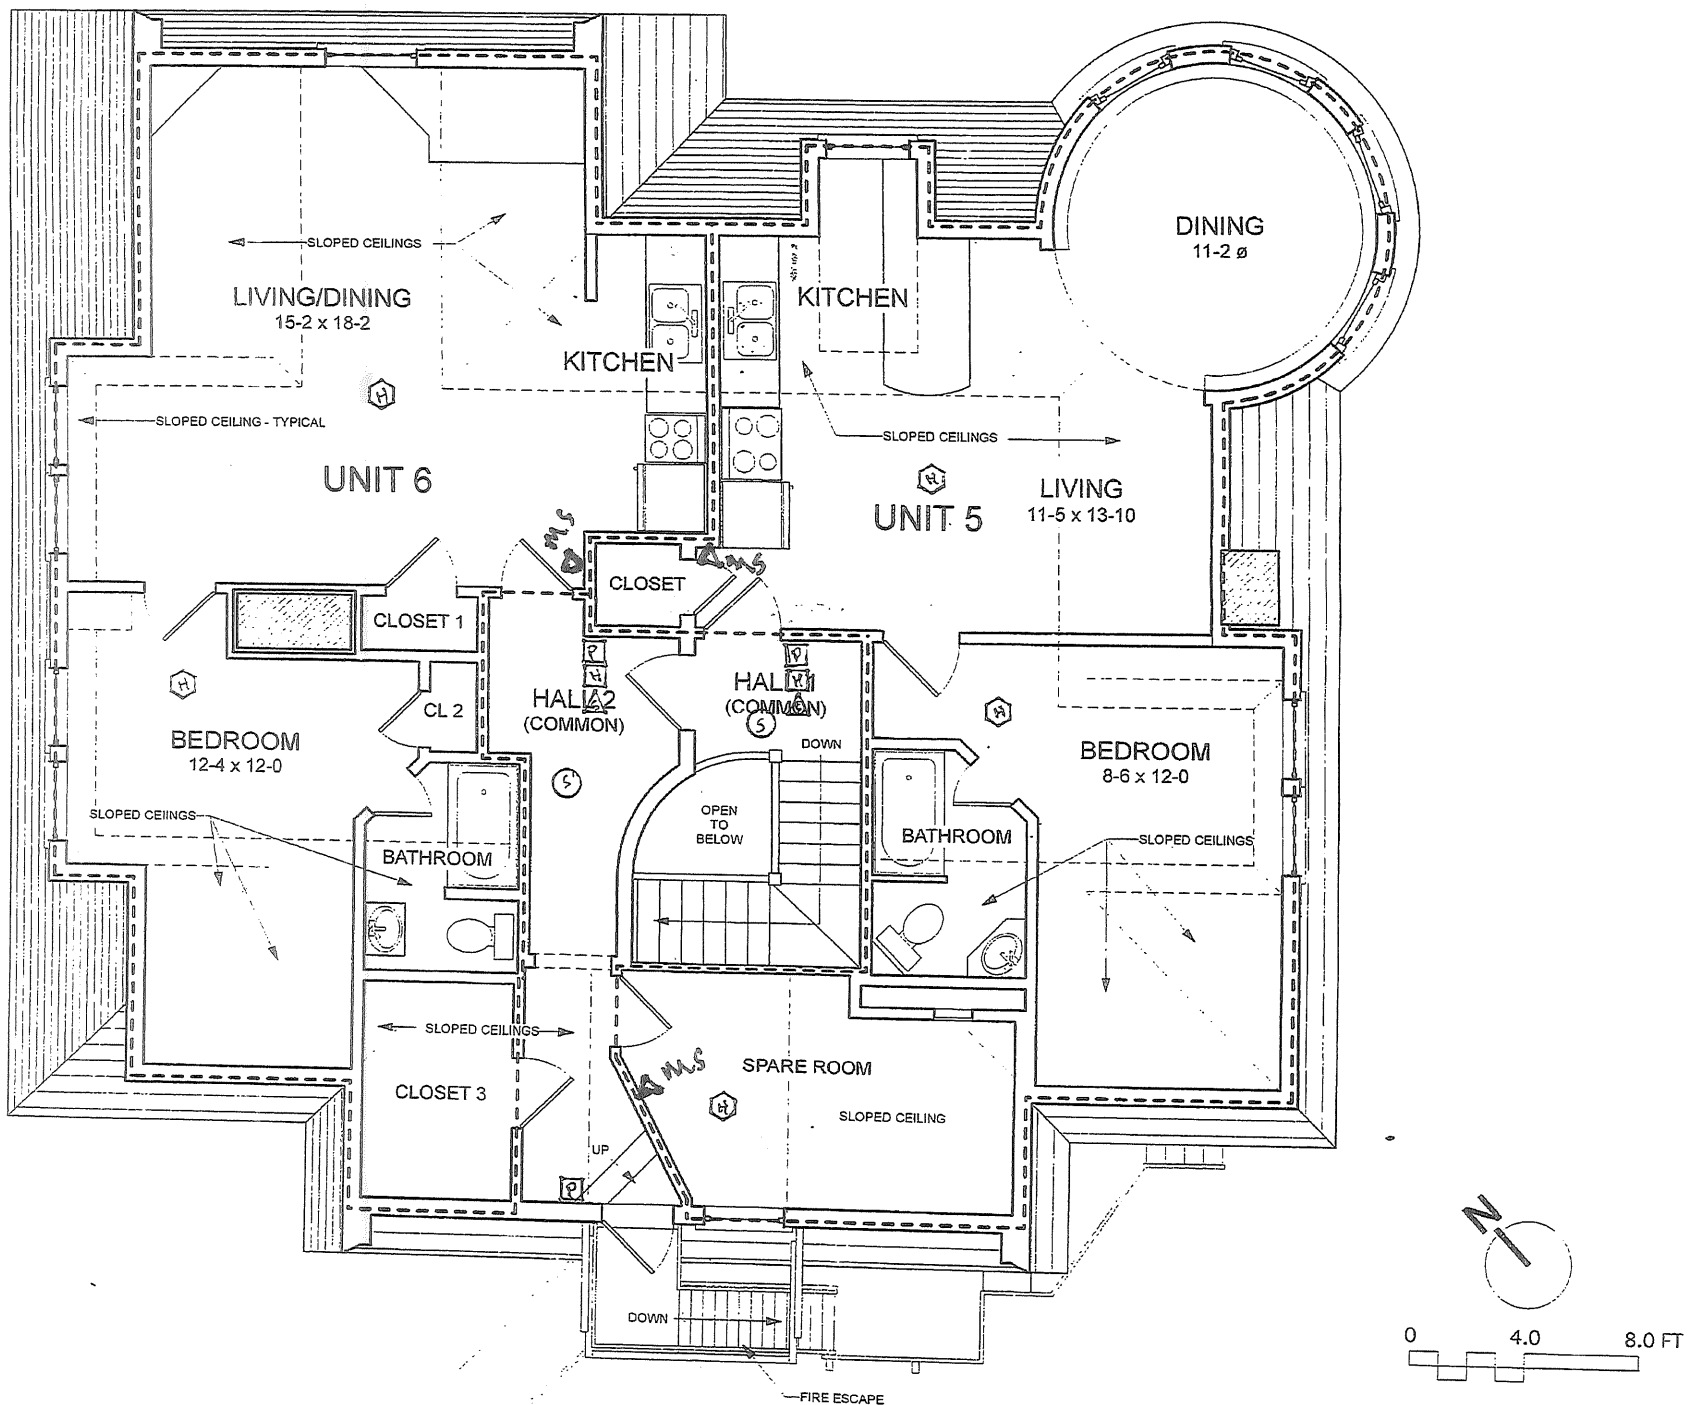 DINING
11-2 ø
SLOPED CEILINGS
LIVING/DINING
15-2 x 18-2
KITCHEN
KITCHEN
H
SLOPED CEILING - TYPICAL
SLOPED CEILINGS
UNIT 6
H
LIVING
11-5 x 13-10
UNIT 5
M.S
MS
CLOSET
CLOSET 1
P
P
H
H
H
HALL 2
(COMMON)
HALL 1
(COMMON)
CL 2
S
H
BEDROOM
12-4 x 12-0
DOWN
BEDROOM
8-6 x 12-0
S
SLOPED CEIINGS
OPEN
TO
BELOW
BATHROOM
SLOPED CEILINGS
BATHROOM
SLOPED CEILINGS
CLOSET 3
M.S
SPARE ROOM
H
SLOPED CEILING
UP
P
N
DOWN
0 4.0 8.0 FT
FIRE ESCAPE